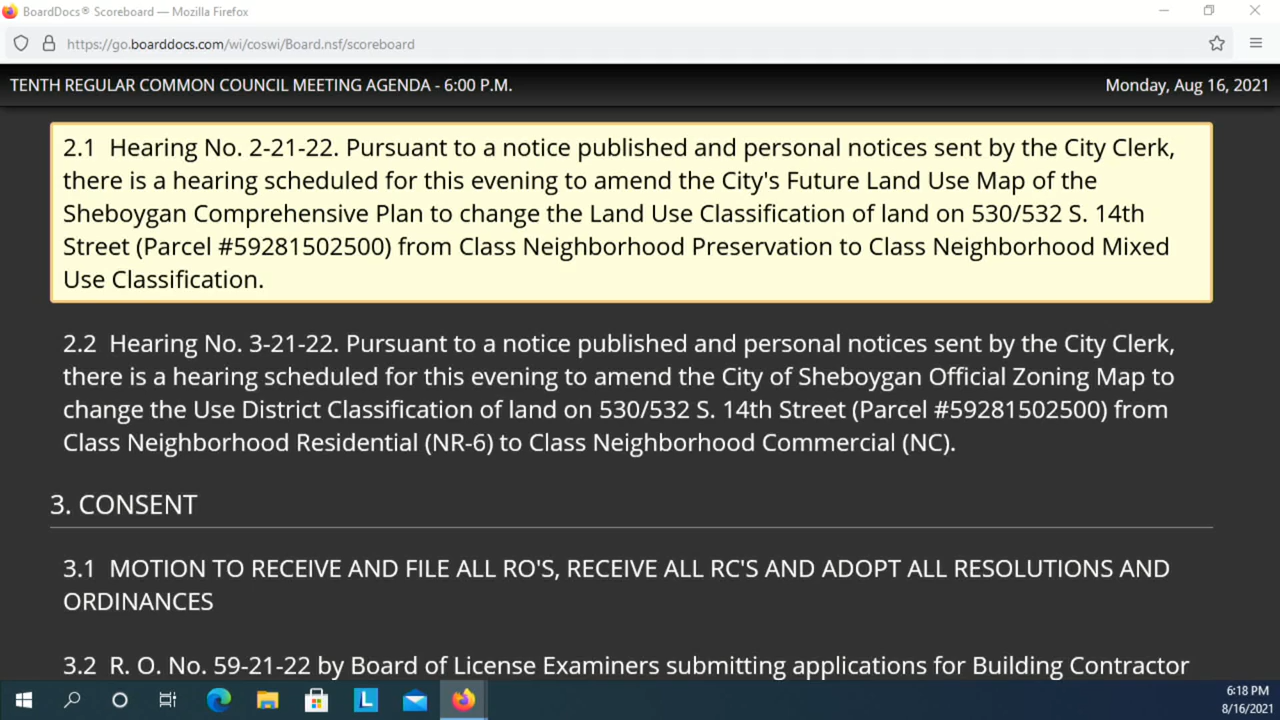 BoardDocs® Scoreboard — Mozilla Firefox
https://go.boarddocs.com/wi/coswi/Board.nsf/scoreboard
TENTH REGULAR COMMON COUNCIL MEETING AGENDA - 6:00 P.M.
Monday, Aug 16, 2021
2.1 Hearing No. 2-21-22. Pursuant to a notice published and personal notices sent by the City Clerk,
there is a hearing scheduled for this evening to amend the City's Future Land Use Map of the
Sheboygan Comprehensive Plan to change the Land Use Classification of land on 530/532 S. 14th
Street (Parcel #59281502500) from Class Neighborhood Preservation to Class Neighborhood Mixed
Use Classification.
2.2 Hearing No. 3-21-22. Pursuant to a notice published and personal notices sent by the City Clerk,
there is a hearing scheduled for this evening to amend the City of Sheboygan Official Zoning Map to
change the Use District Classification of land on 530/532 S. 14th Street (Parcel #59281502500) from
Class Neighborhood Residential (NR-6) to Class Neighborhood Commercial (NC).
3. CONSENT
3.1 MOTION TO RECEIVE AND FILE ALL RO'S, RECEIVE ALL RC'S AND ADOPT ALL RESOLUTIONS AND
ORDINANCES
3.2 R. O. No. 59-21-22 by Board of License Examiners submitting applications for Building Contractor
L
6:18 PM
8/16/2021